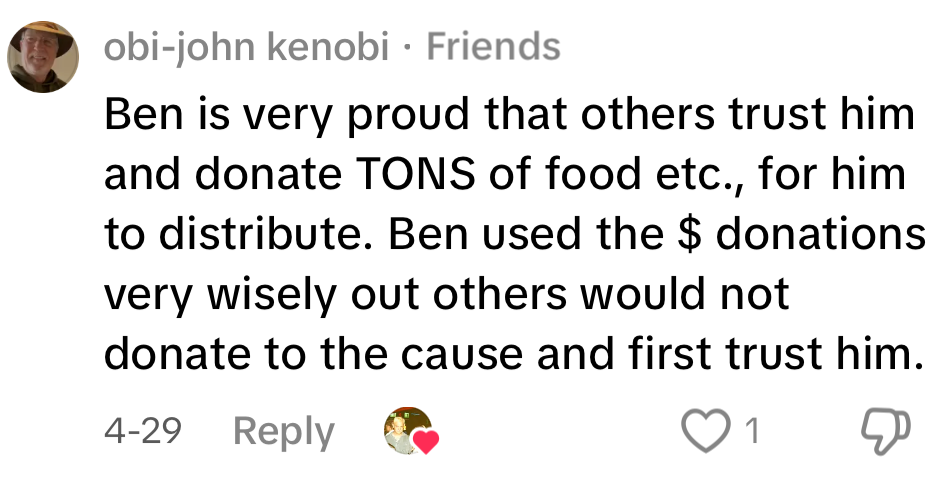 obi-john kenobi · Friends
Ben is very proud that others trust him
and donate TONS of food etc., for him
to distribute. Ben used the $ donations
very wisely out others would not
donate to the cause and first trust him.
4-29 Reply 1